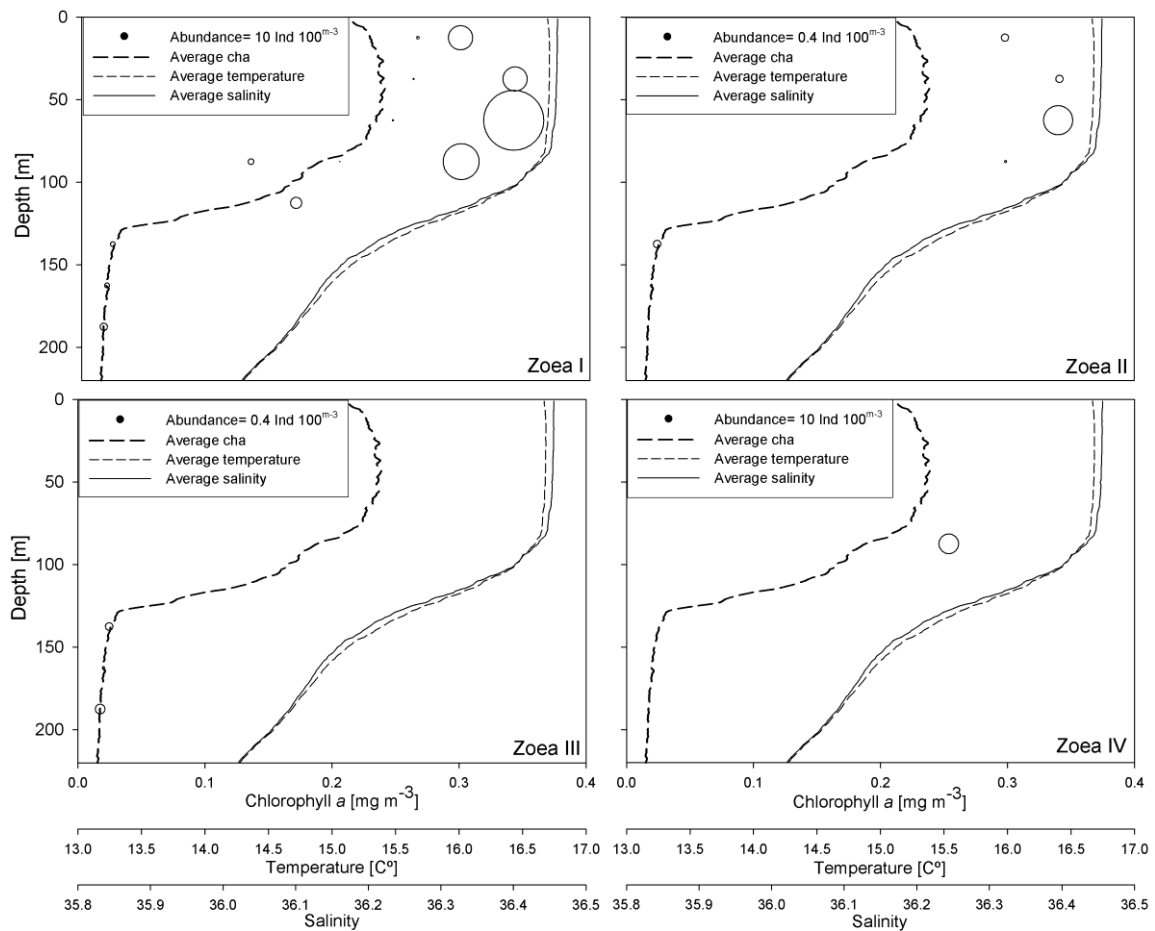 0
50
100
150
200
Depth [m]
Abundance= 10 Ind 100m-3
Average cha
Average temperature
Average salinity
Zoea I
Abundance= 0.4 Ind 100m-3
Average cha
Average temperature
Average salinity
Zoea II
0
50
100
150
200
Depth [m]
Abundance= 0.4 Ind 100m-3
Average cha
Average temperature
Average salinity
Zoea III
Abundance= 10 Ind 100m-3
Average cha
Average temperature
Average salinity
Zoea IV
0.0 0.1 0.2 0.3 0.4
Chlorophyll a [mg m-3]
0.0 0.1 0.2 0.3 0.4
Chlorophyll a [mg m-3]
13.0 13.5 14.0 14.5 15.0 15.5 16.0 16.5 17.0
Temperature [Cº]
13.0 13.5 14.0 14.5 15.0 15.5 16.0 16.5 17.0
Temperature [Cº]
35.8 35.9 36.0 36.1 36.2 36.3 36.4 36.5
Salinity
35.8 35.9 36.0 36.1 36.2 36.3 36.4 36.5
Salinity